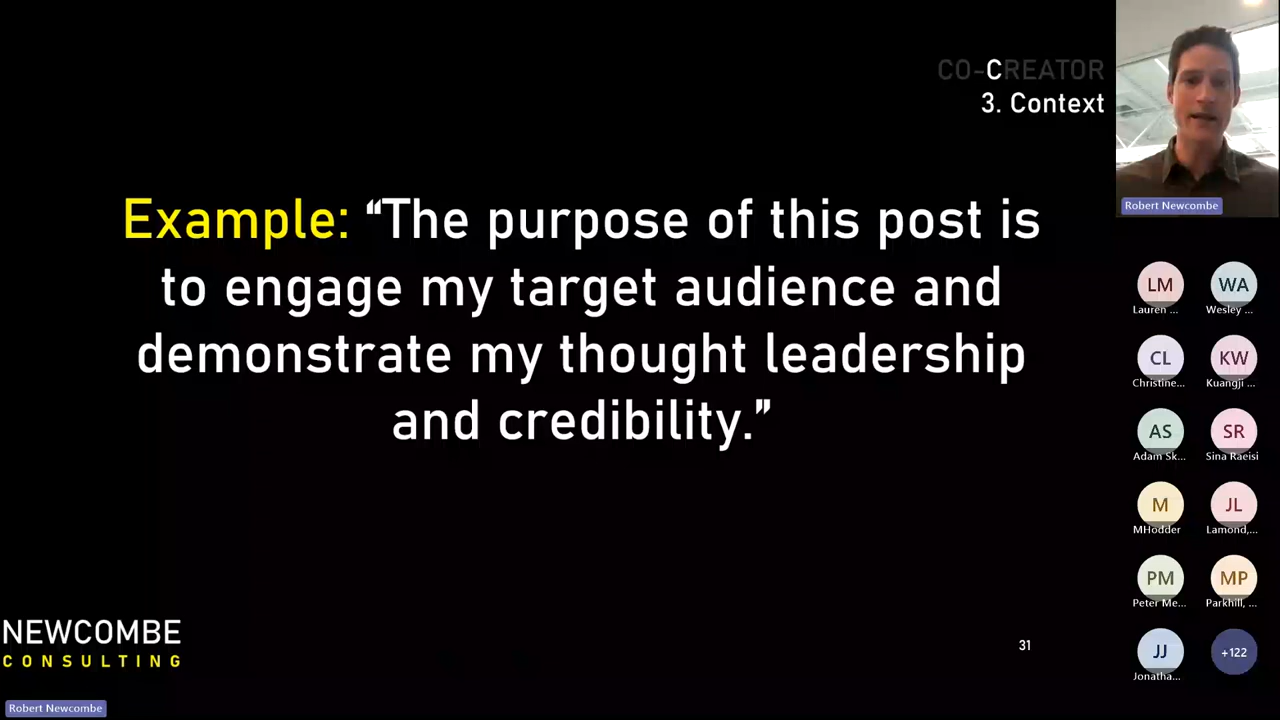 CO-CREATOR
3. Context
Example: “The purpose of this post is
to engage my target audience and
demonstrate my thought leadership
and credibility.”
NEWCOMBE
CONSULTING
31
Robert Newcombe
Robert Newcombe
LM
Lauren ...
WA
Wesley ...
CL
Christine...
KW
Kuangji ...
AS
Adam Sk...
SR
Sina Raeisi
M
MHodder
JL
Lamond,...
PM
Peter Me...
MP
Parkhill, ...
JJ
Jonatha...
+122